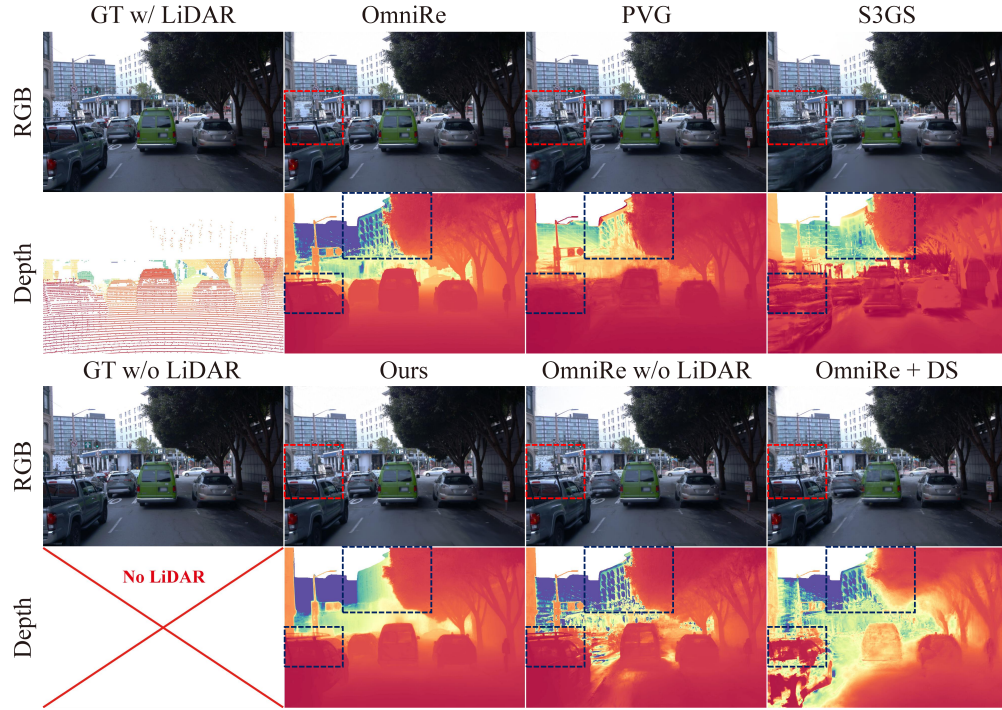 GT w/ LiDAR OmniRe PVG S3GS
RGB
Depth
GT w/o LiDAR Ours OmniRe w/o LiDAR OmniRe + DS
RGB
No LiDAR
Depth